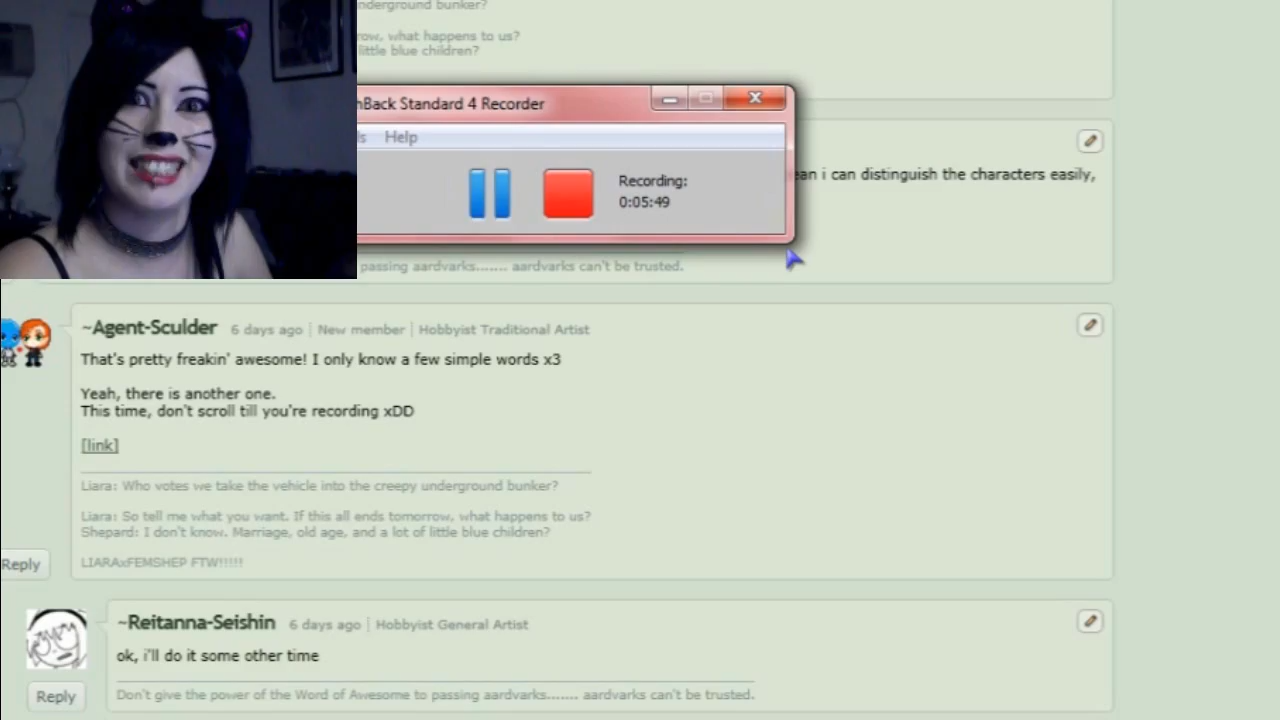 nderground bunker?
row, what happens to us?
little blue children?
Back Standard 4 Recorder
Help
Recording:
0:05:49
an i can distinguish the characters easily,
passing aardvarks....... aardvarks can't be trusted.
~Agent-Sculder 6 days ago | New member | Hobbyist Traditional Artist
That's pretty freakin' awesome! I only know a few simple words x3
Yeah, there is another one.
This time, don't scroll till you're recording xDD
[link]
Liara: Who votes we take the vehicle into the creepy underground bunker?
Liara: So tell me what you want. If this all ends tomorrow, what happens to us?
Shepard: I don't know. Marriage, old age, and a lot of little blue children?
LIARAxFEMSHEP FTW!!!!!
Reply
~Reitanna-Seishin 6 days ago | Hobbyist General Artist
ok, i'll do it some other time
Don't give the power of the Word of Awesome to passing aardvarks....... aardvarks can't be trusted.
Reply